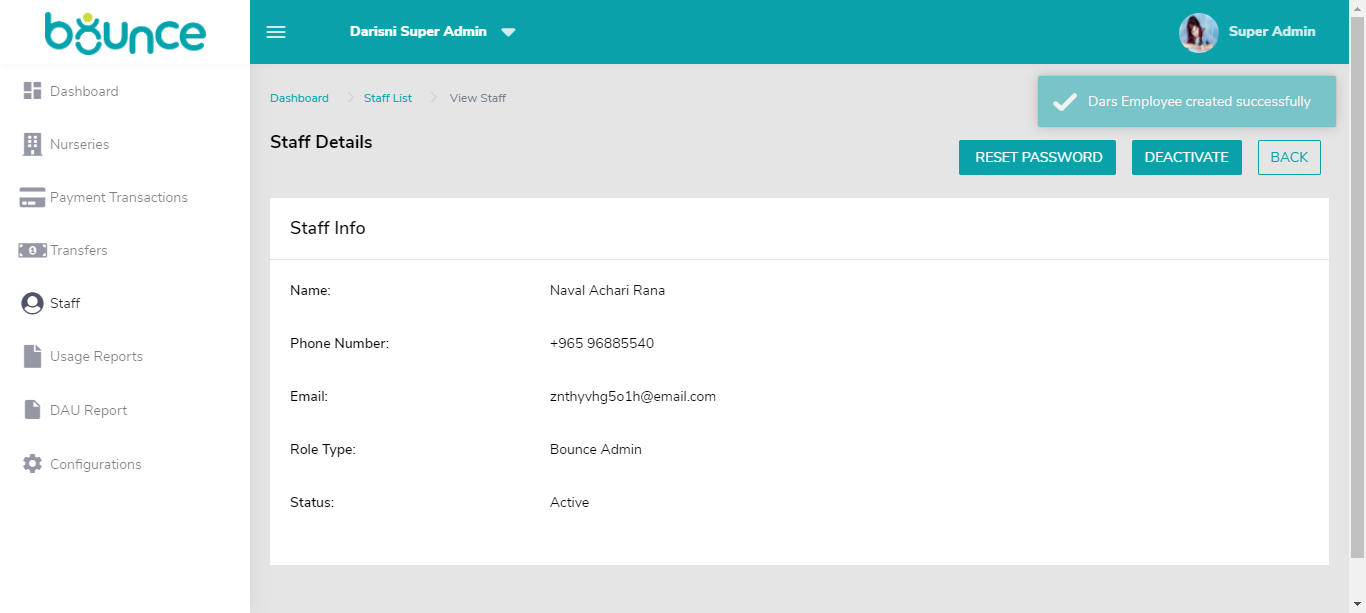 bounce
Darisni Super Admin
Super Admin
Dashboard
Nurseries
Payment Transactions
Transfers
Staff
Usage Reports
DAU Report
Configurations
Dashboard Staff List View Staff
Dars Employee created successfully
Staff Details
RESET PASSWORD DEACTIVATE BACK
Staff Info
Name: Naval Achari Rana
Phone Number: +965 96885540
Email: znthyvhg5o1h@email.com
Role Type: Bounce Admin
Status: Active